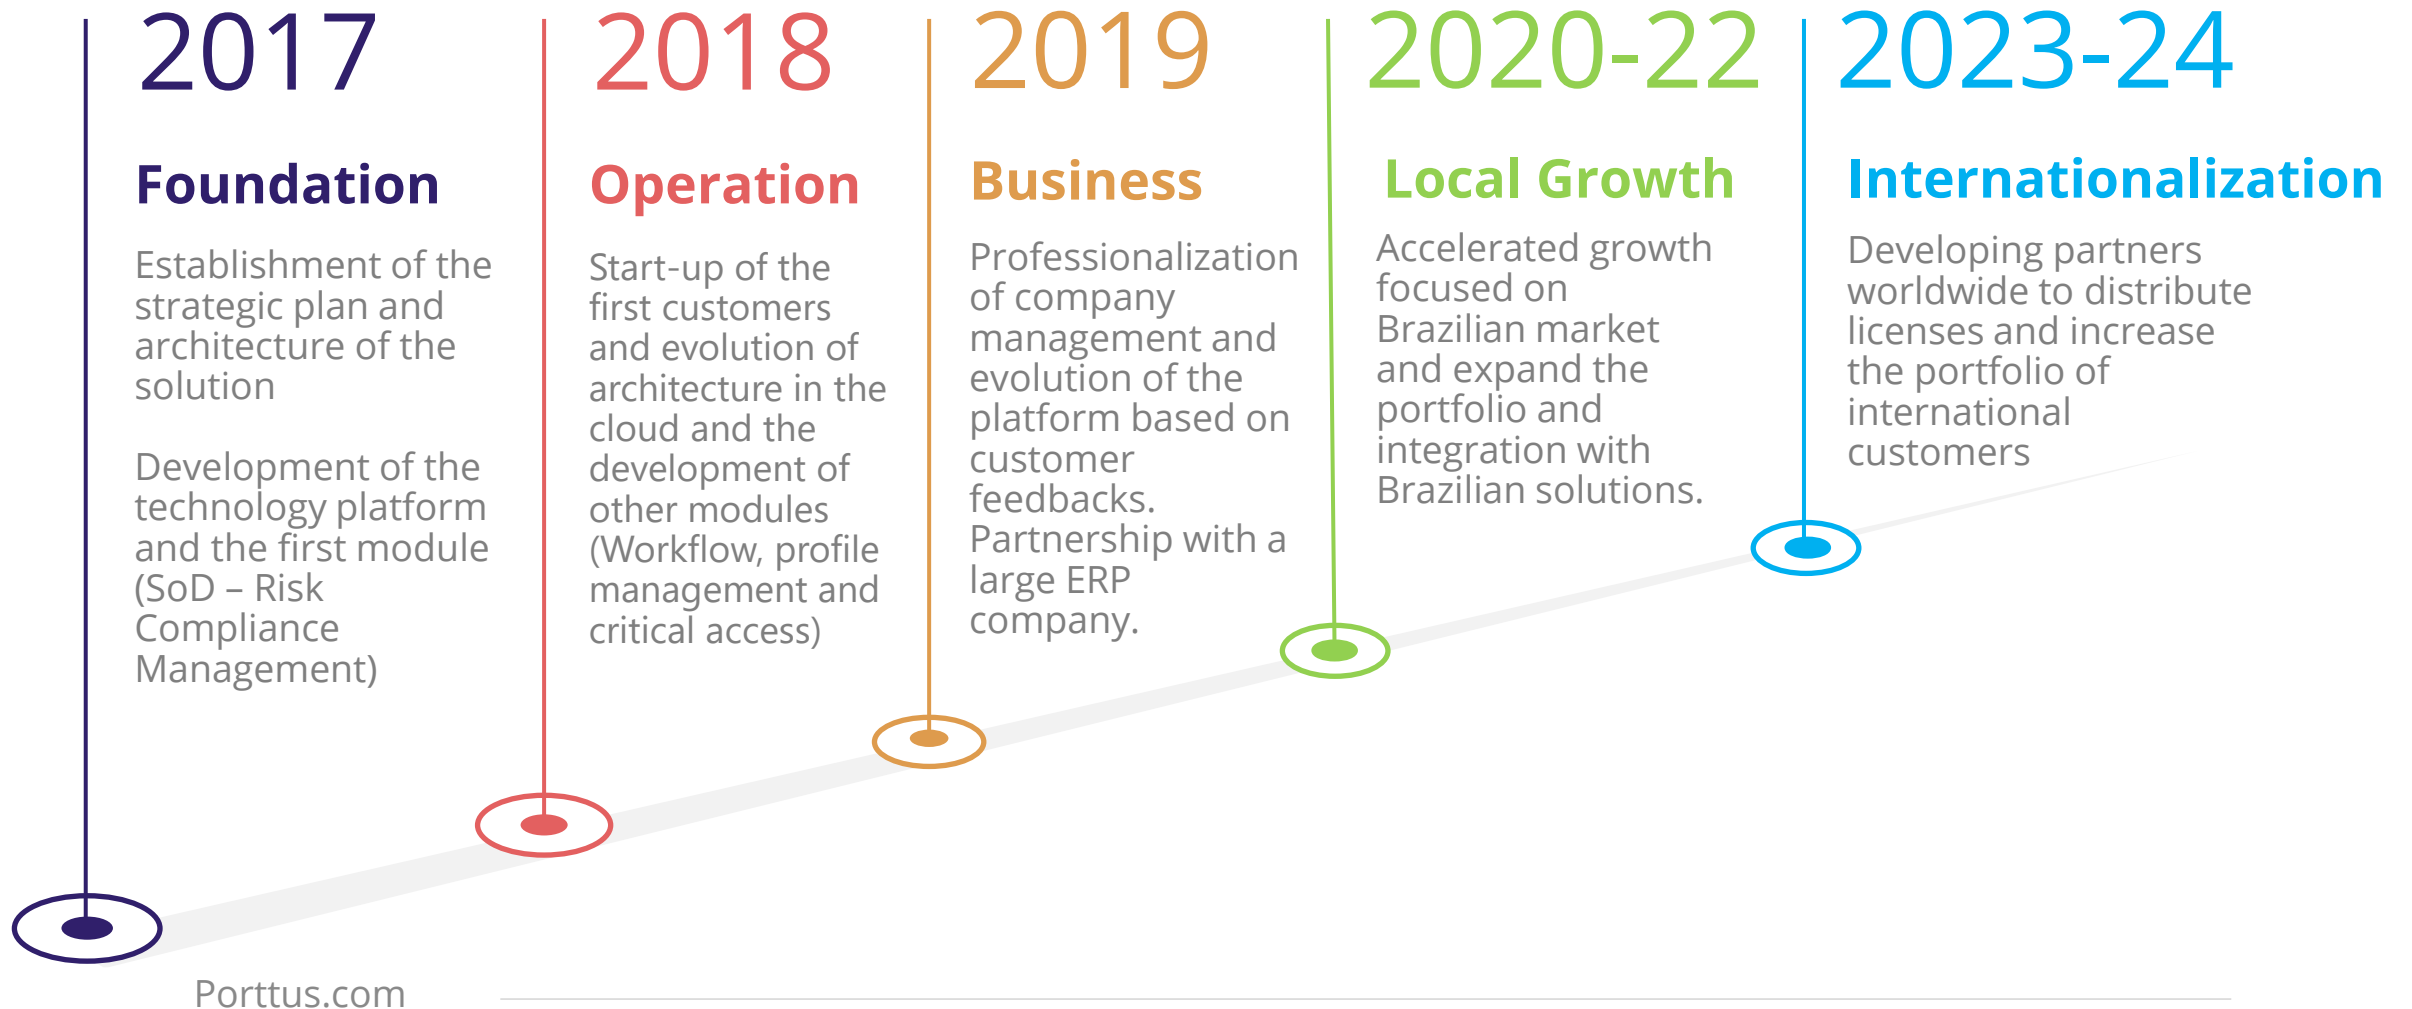 2017
Foundation
Establishment of the
strategic plan and
architecture of the
solution
Development of the
technology platform
and the first module
(SoD – Risk
Compliance
Management)
2018
Operation
Start-up of the
first customers
and evolution of
architecture in the
cloud and the
development of
other modules
(Workflow, profile
management and
critical access)
2019
Business
Professionalization
of company
management and
evolution of the
platform based on
customer
feedbacks.
Partnership with a
large ERP
company.
2020-22
Local Growth
Accelerated growth
focused on
Brazilian market
and expand the
portfolio and
integration with
Brazilian solutions.
2023-24
Internationalization
Developing partners
worldwide to distribute
licenses and increase
the portfolio of
international
customers
Porttus.com